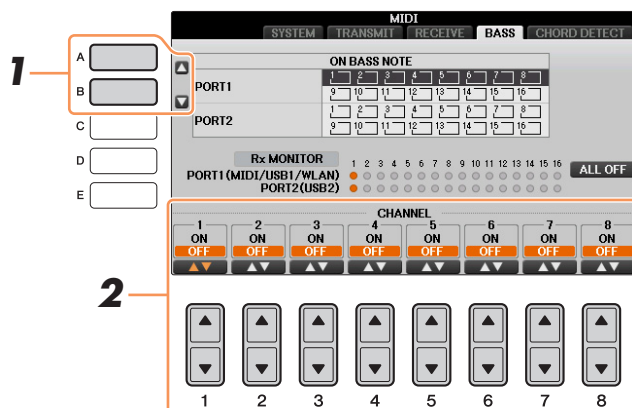 MIDI
SYSTEM TRANSMIT RECEIVE BASS CHORD DETECT
1
A
B
C
D
E
ON BASS NOTE
PORT1
1 2 3 4 5 6 7 8
9 10 11 12 13 14 15 16
PORT2
1 2 3 4 5 6 7 8
9 10 11 12 13 14 15 16
Rx MONITOR 1 2 3 4 5 6 7 8 9 10 11 12 13 14 15 16
PORT1(MIDI/USB1/WLAN)
PORT2(USB2)
ALL OFF
2
CHANNEL
1 2 3 4 5 6 7 8
ON ON ON ON ON ON ON ON
OFF OFF OFF OFF OFF OFF OFF OFF
1 2 3 4 5 6 7 8